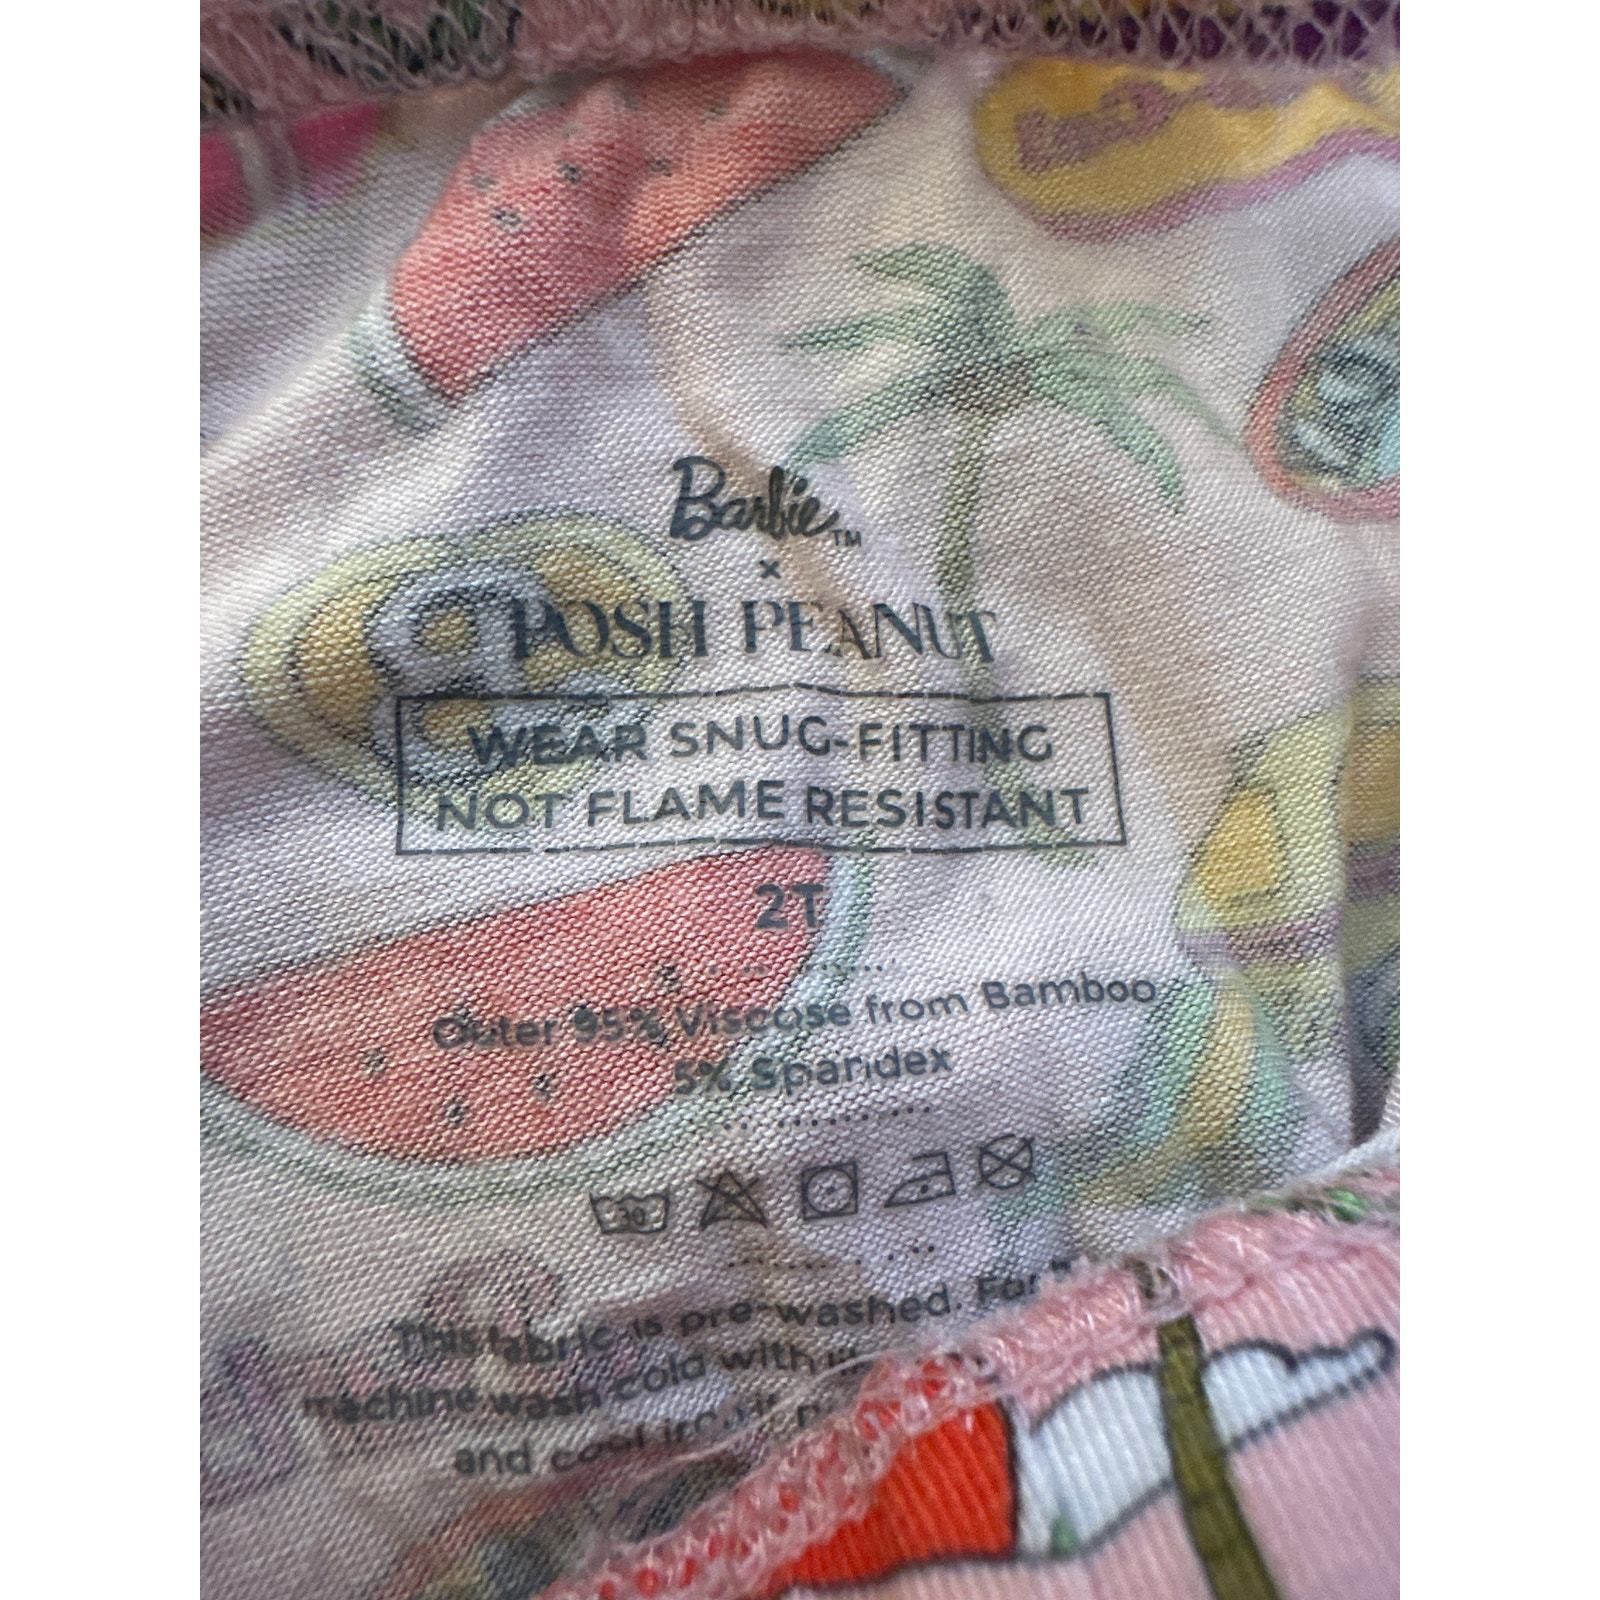 Barbie™
×
POSH PEANUT
WEAR SNUG-FITTING
NOT FLAME RESISTANT
2T
Outer 95% Viscose from Bamboo
5% Spandex
30
This fabric is pre-washed. For
machine wash cold with
and cool iron if